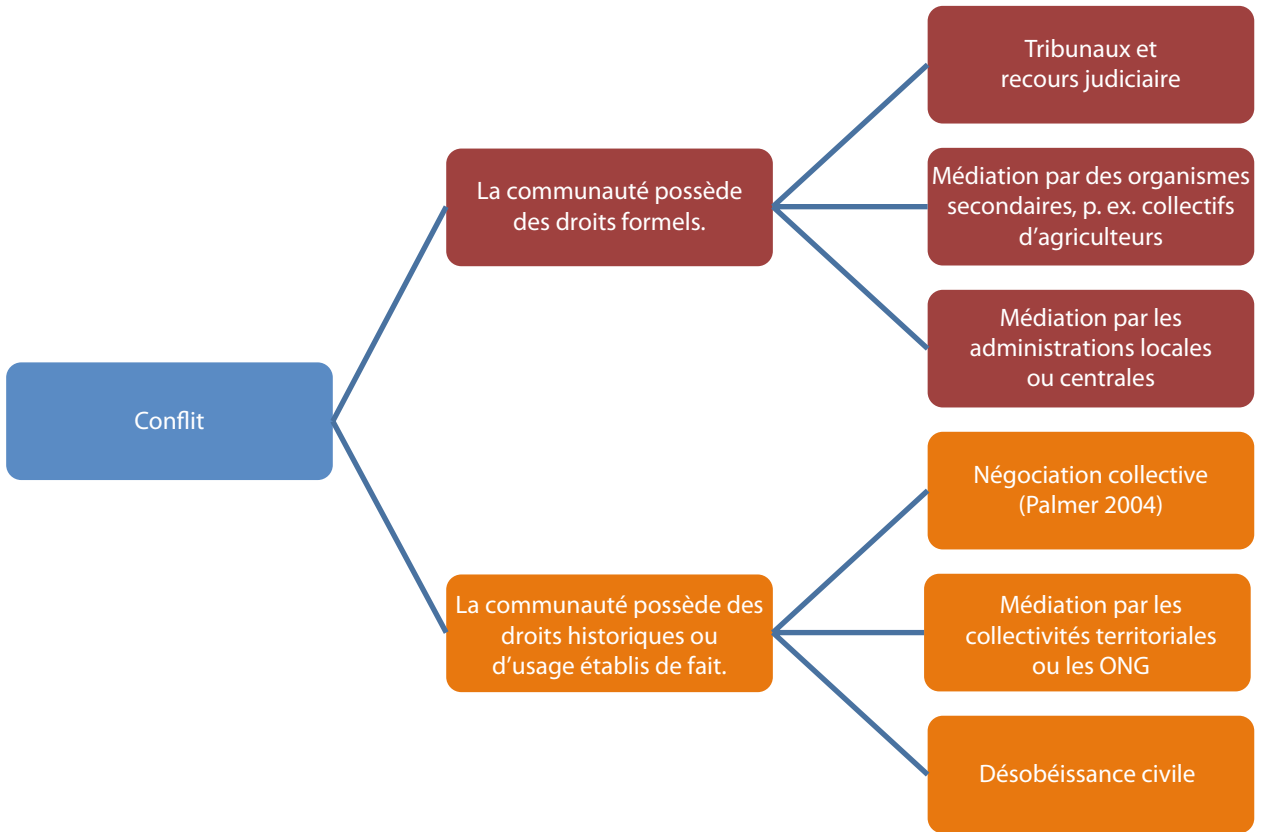 Conflit
La communauté possède
des droits formels.
Tribunaux et
recours judiciaire
Médiation par des organismes
secondaires, p. ex. collectifs
d’agriculteurs
Médiation par les
administrations locales
ou centrales
La communauté possède des
droits historiques ou
d’usage établis de fait.
Négociation collective
(Palmer 2004)
Médiation par les
collectivités territoriales
ou les ONG
Désobéissance civile